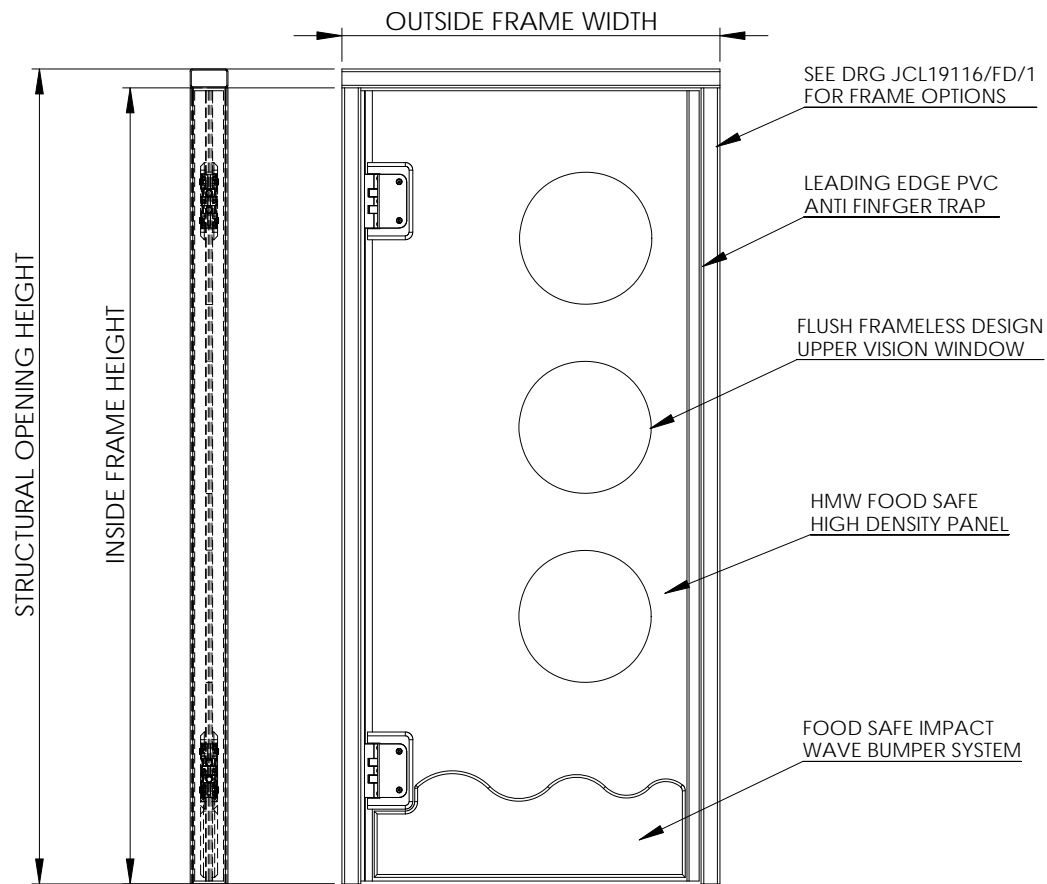 OUTSIDE FRAME WIDTH
SEE DRG JCL19116/FD/1
FOR FRAME OPTIONS
LEADING EDGE PVC
ANTI FINFGER TRAP
FLUSH FRAMELESS DESIGN
UPPER VISION WINDOW
HMW FOOD SAFE
HIGH DENSITY PANEL
FOOD SAFE IMPACT
WAVE BUMPER SYSTEM
STRUCTURAL OPENING HEIGHT
INSIDE FRAME HEIGHT